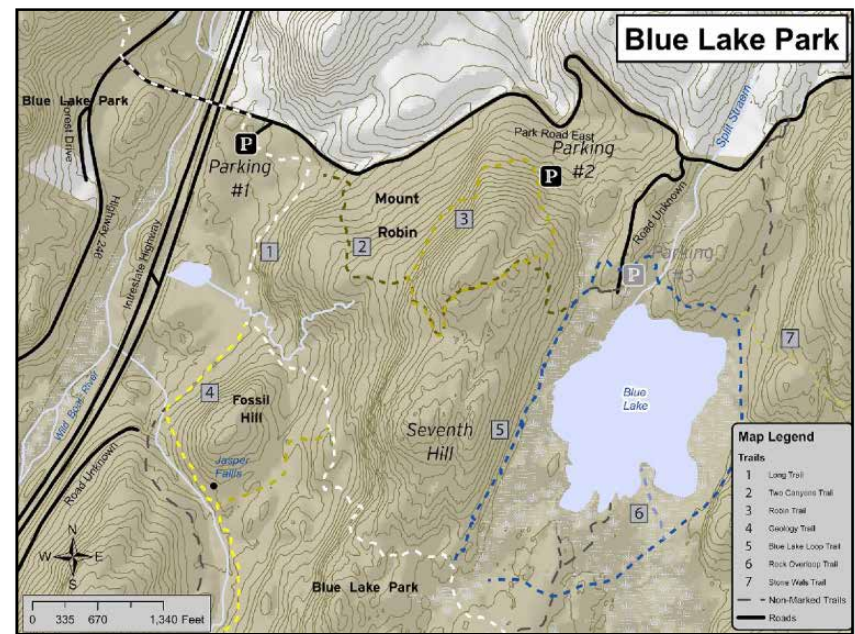 Blue Lake Park
Blue Lake Park
Forest Drive
Highway 246
Intrestate Highway
P
Parking
#1
Park Road East
Parking
#2
P
Spill Straem
Mount
Robin
Road Unknown
P
Parking
#3
1
2
3
7
4
Fossil
Hill
Wild Boar River
Jasper
Falls
Road Unknown
Seventh
Hill
5
Blue
Lake
6
Blue Lake Park
N
W E
S
0 335 670 1,340 Feet
Map Legend
Trails
1 Long Trail
2 Two Canyons Trail
3 Robin Trail
4 Geology Trail
5 Blue Lake Loop Trail
6 Rock Overloop Trail
7 Stone Walls Trail
Non-Marked Trails
Roads